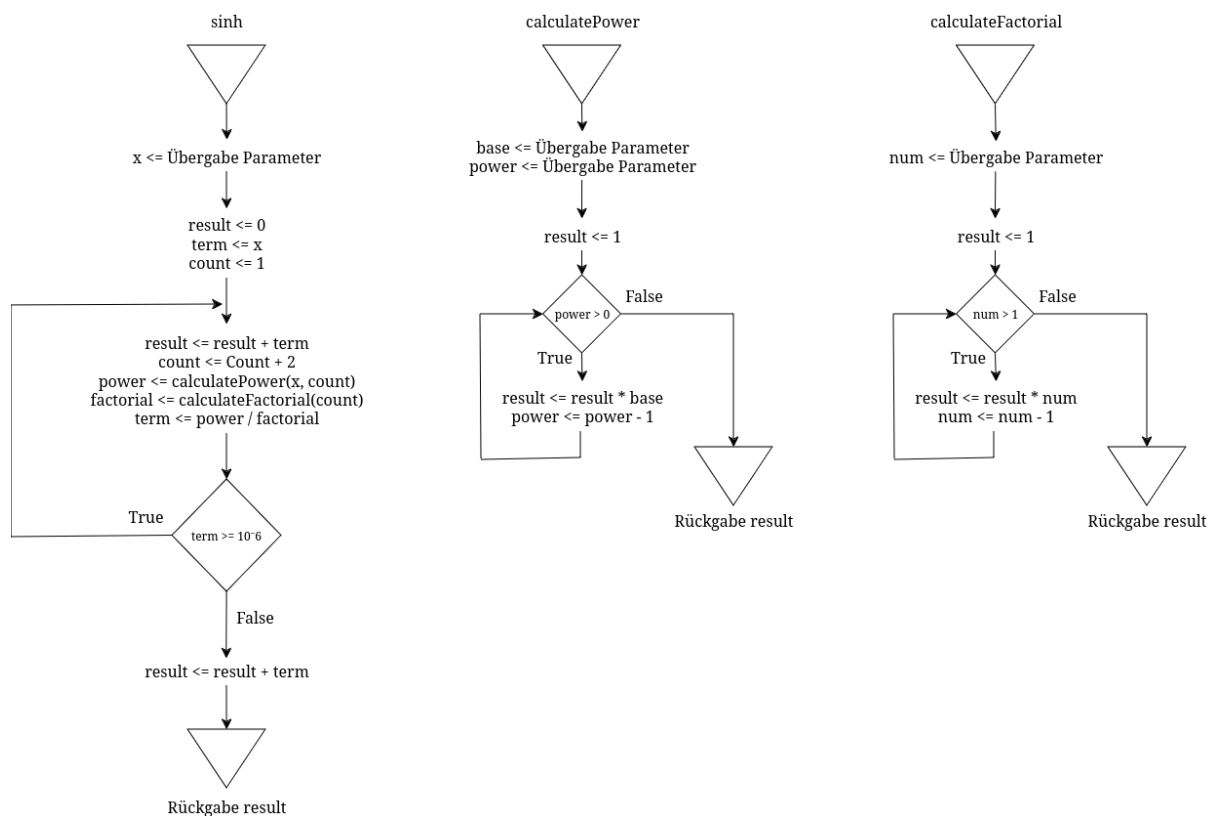 sinh
x <= Übergabe Parameter
result <= 0
term <= x
count <= 1
result <= result + term
count <= Count + 2
power <= calculatePower(x, count)
factorial <= calculateFactorial(count)
term <= power / factorial
True
term >= 10⁻6
False
result <= result + term
Rückgabe result
calculatePower
base <= Übergabe Parameter
power <= Übergabe Parameter
result <= 1
power > 0
False
True
result <= result * base
power <= power - 1
Rückgabe result
calculateFactorial
num <= Übergabe Parameter
result <= 1
num > 1
False
True
result <= result * num
num <= num - 1
Rückgabe result